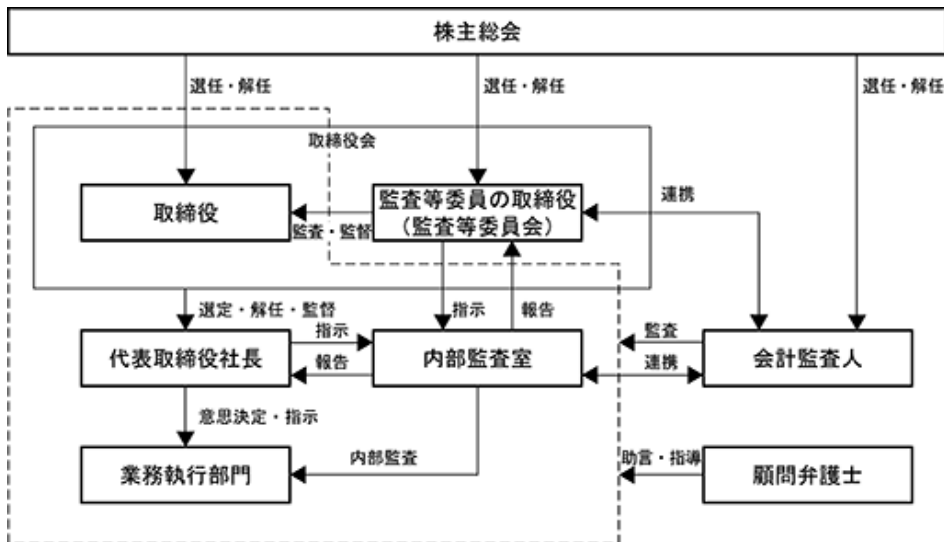 株主総会
選任・解任
選任・解任
選任・解任
取締役会
取締役
監査・監督
監査等委員の取締役
（監査等委員会）
連携
選定・解任・監督
指示
報告
代表取締役社長
指示
報告
内部監査室
監査
連携
会計監査人
意思決定・指示
業務執行部門
内部監査
助言・指導
顧問弁護士